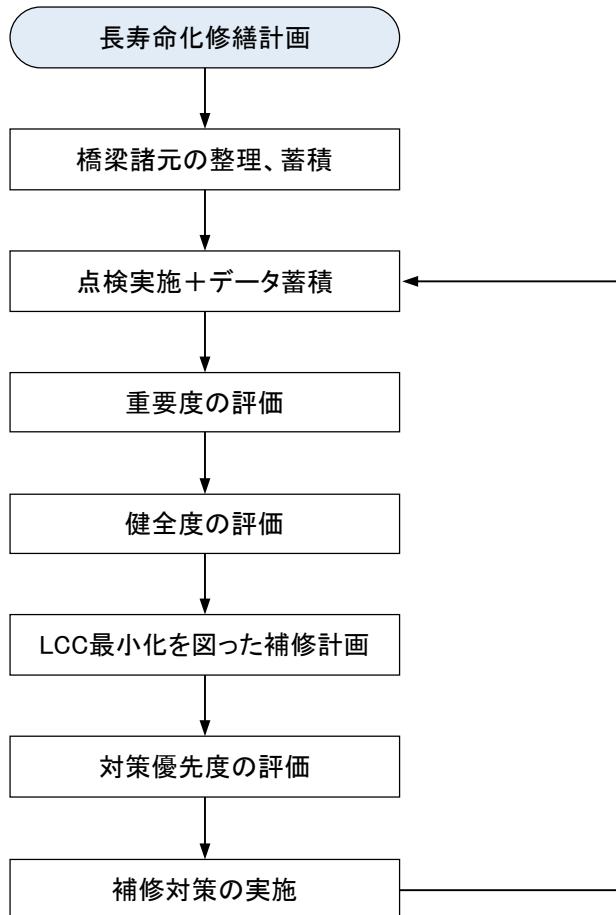 長寿命化修繕計画
橋梁諸元の整理、蓄積
点検実施＋データ蓄積
重要度の評価
健全度の評価
LCC最小化を図った補修計画
対策優先度の評価
補修対策の実施